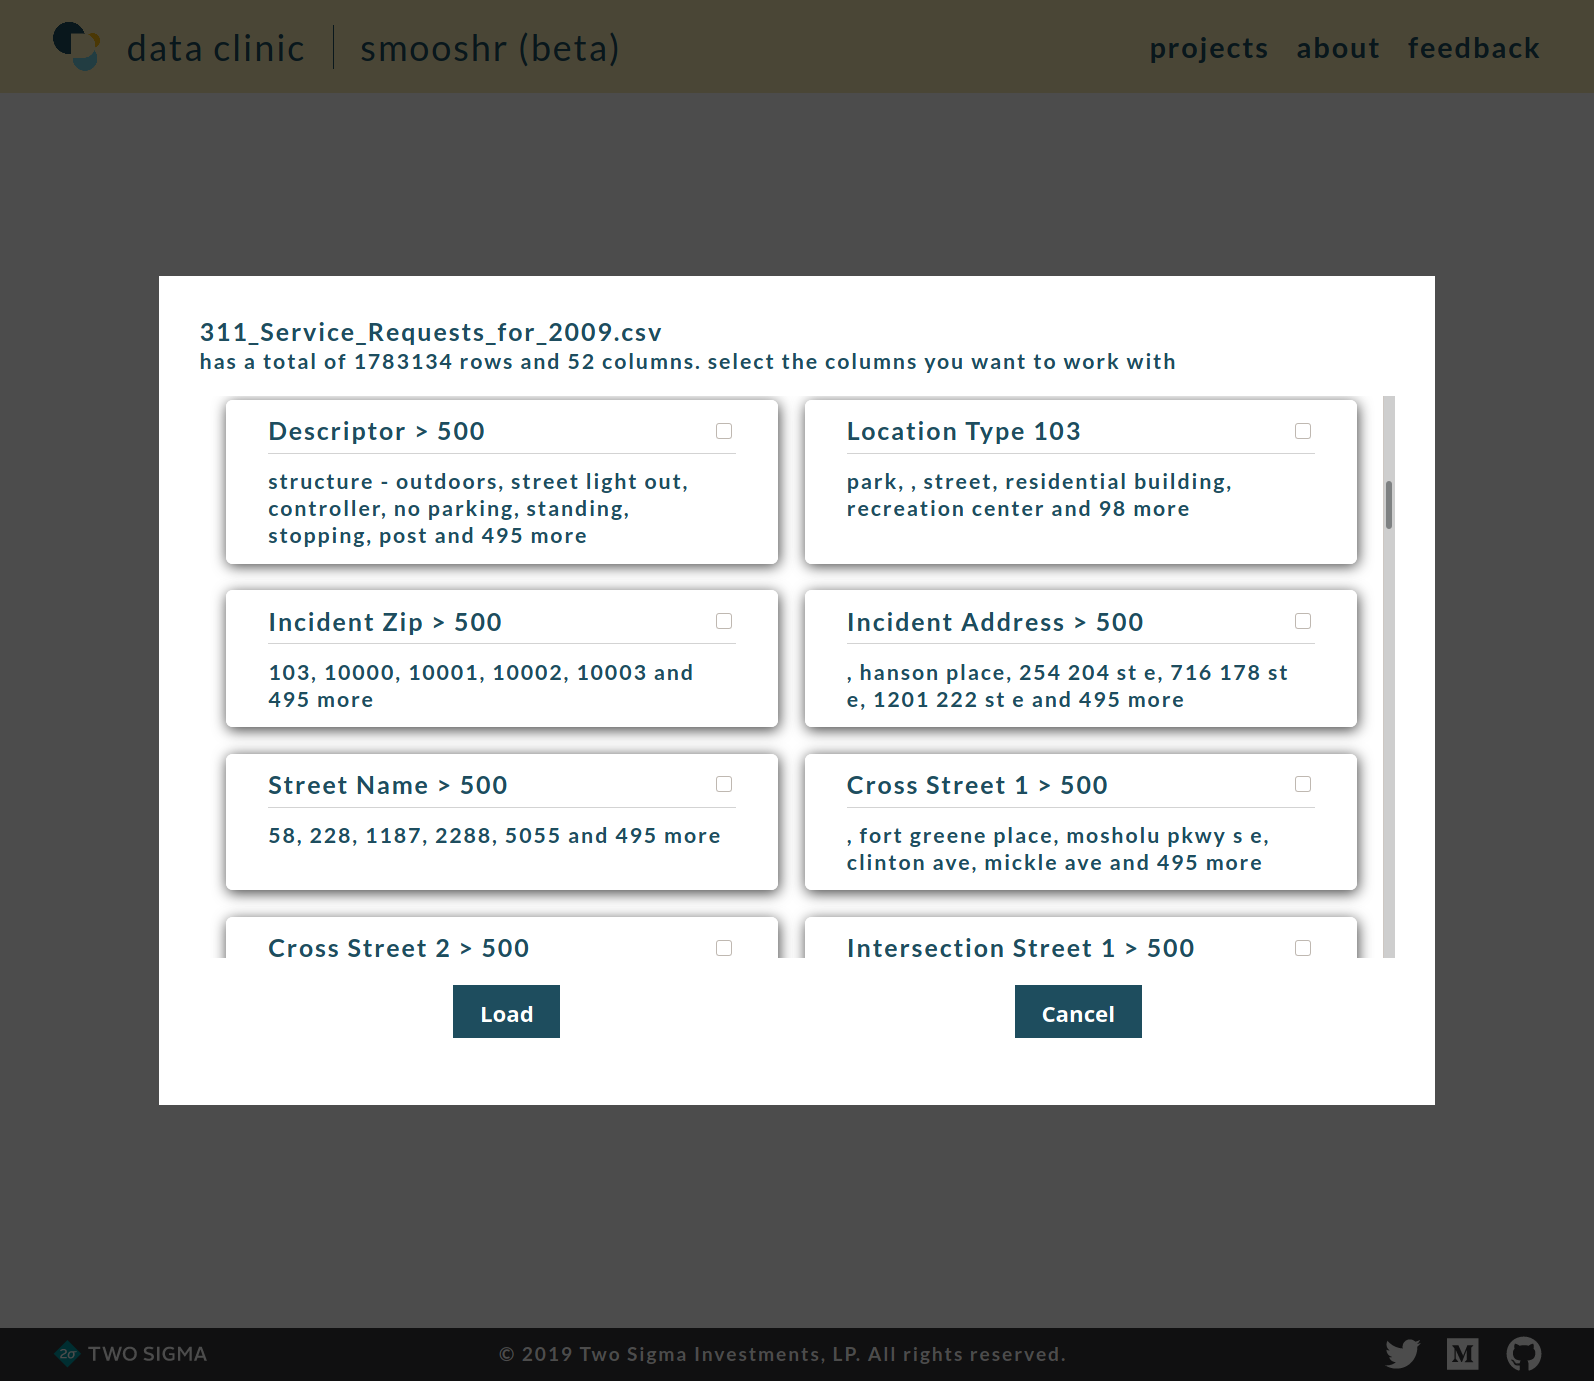 data clinic | smooshr (beta)
projects about feedback
311_Service_Requests_for_2009.csv
has a total of 1783134 rows and 52 columns. select the columns you want to work with
Descriptor > 500
structure - outdoors, street light out,
controller, no parking, standing,
stopping, post and 495 more
Location Type 103
park, , street, residential building,
recreation center and 98 more
Incident Zip > 500
103, 10000, 10001, 10002, 10003 and
495 more
Incident Address > 500
, hanson place, 254 204 st e, 716 178 st
e, 1201 222 st e and 495 more
Street Name > 500
58, 228, 1187, 2288, 5055 and 495 more
Cross Street 1 > 500
, fort greene place, mosholu pkwy s e,
clinton ave, mickle ave and 495 more
Cross Street 2 > 500
Intersection Street 1 > 500
Load
Cancel
2σ TWO SIGMA
© 2019 Two Sigma Investments, LP. All rights reserved.
M